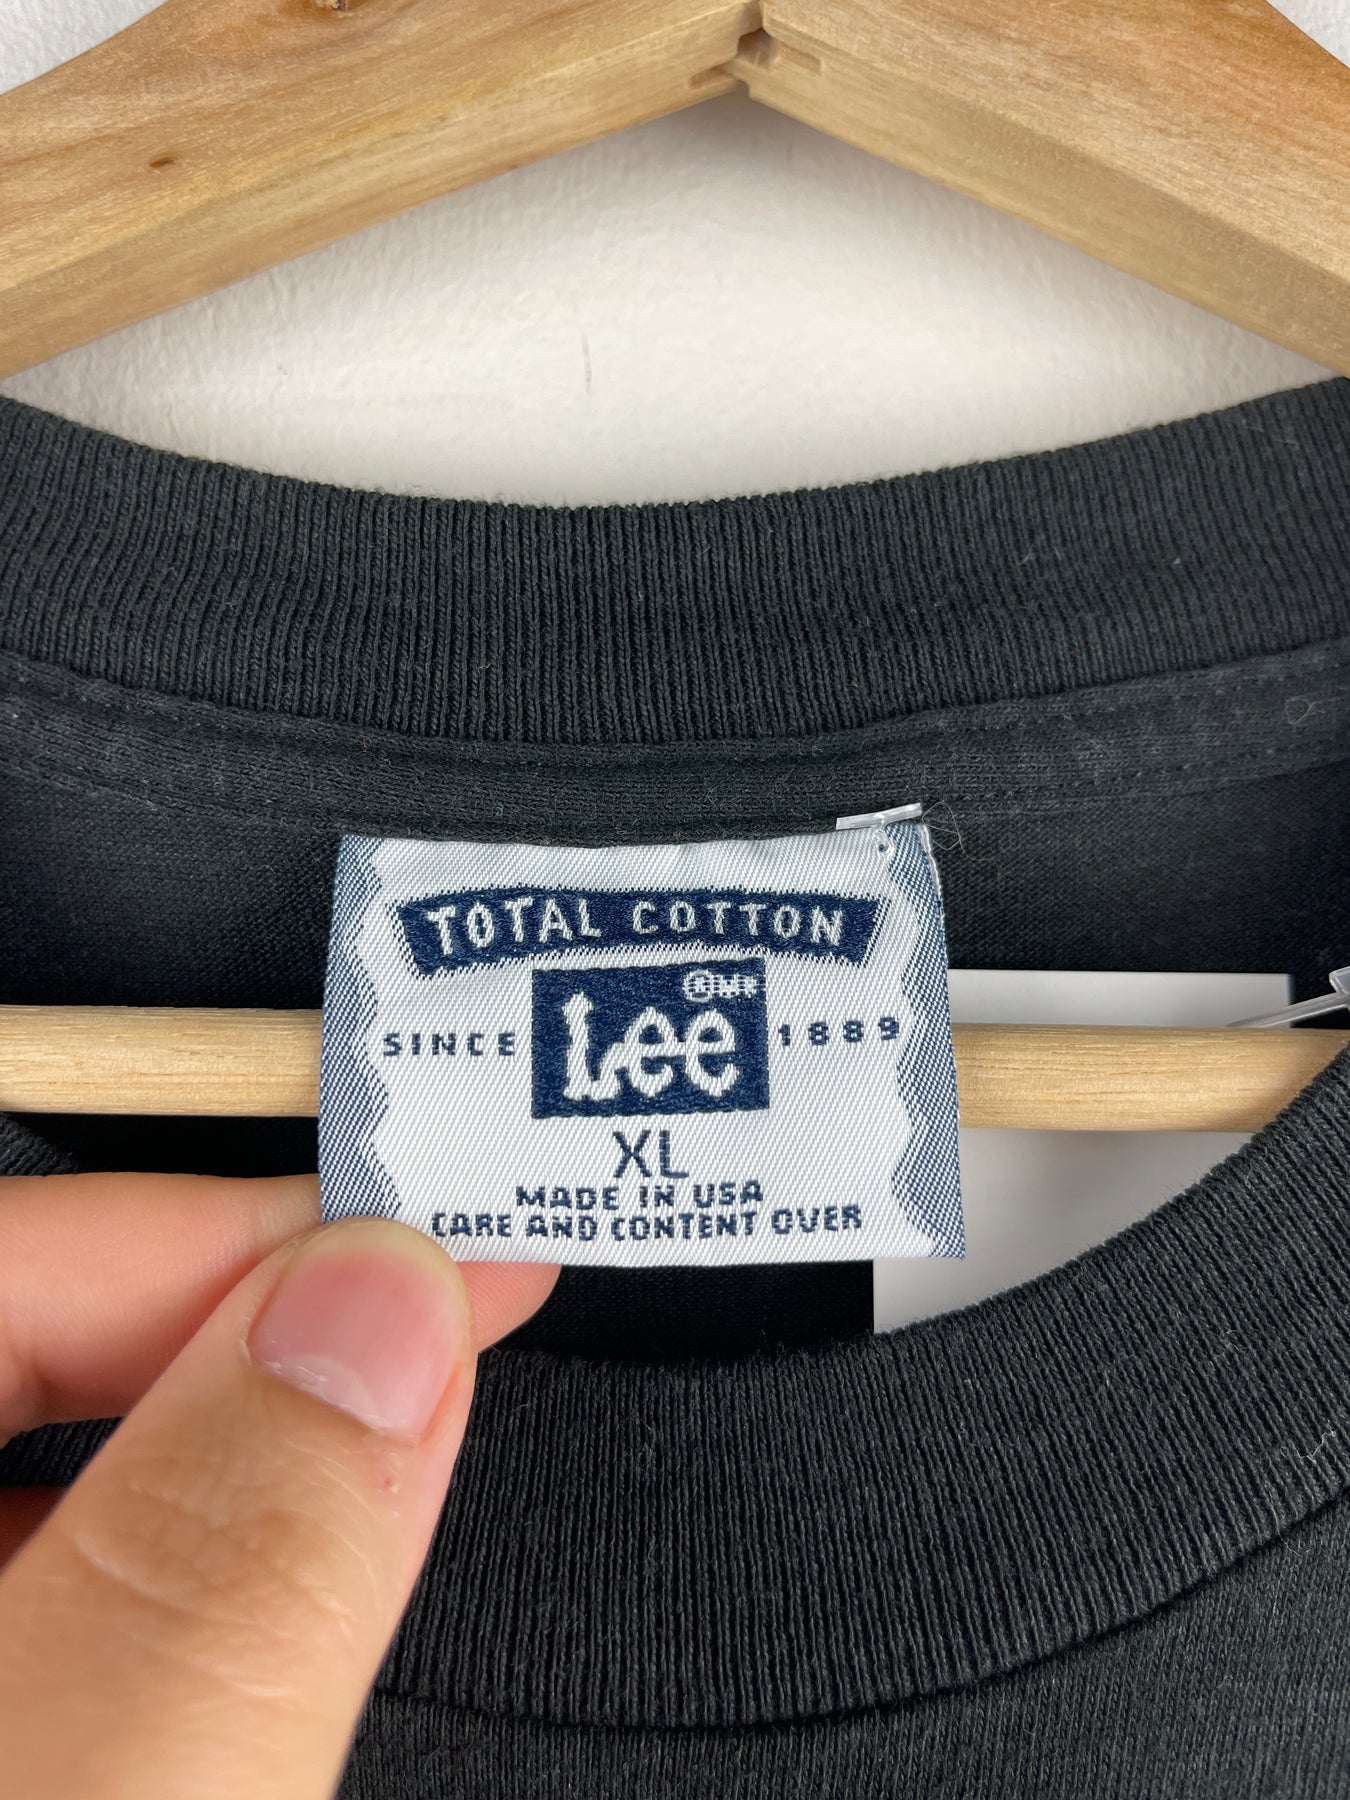 TOTAL COTTON
SINCE Lee 1889
XL
MADE IN USA
CARE AND CONTENT OVER